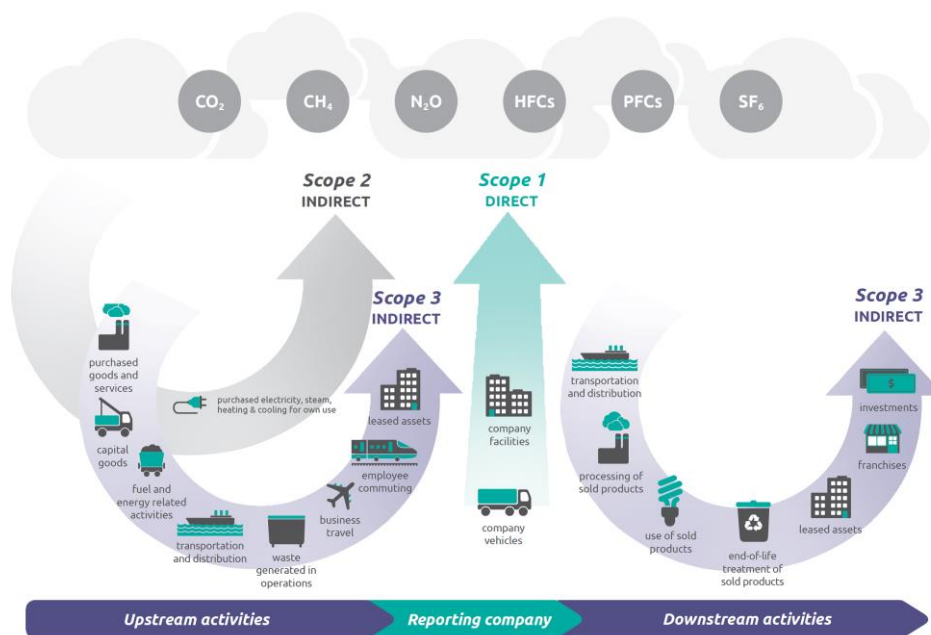 CO₂
CH₄
N₂O
HFCs
PFCs
SF₆
Scope 2
INDIRECT
Scope 1
DIRECT
Scope 3
INDIRECT
Scope 3
INDIRECT
purchased
goods and
services
capital
goods
fuel and
energy related
activities
transportation
and distribution
waste
generated in
operations
business
travel
employee
commuting
leased assets
purchased electricity, steam,
heating & cooling for own use
company
facilities
company
vehicles
transportation
and distribution
processing of
sold products
use of sold
products
end-of-life
treatment of
sold products
leased assets
franchises
$
investments
Upstream activities
Reporting company
Downstream activities